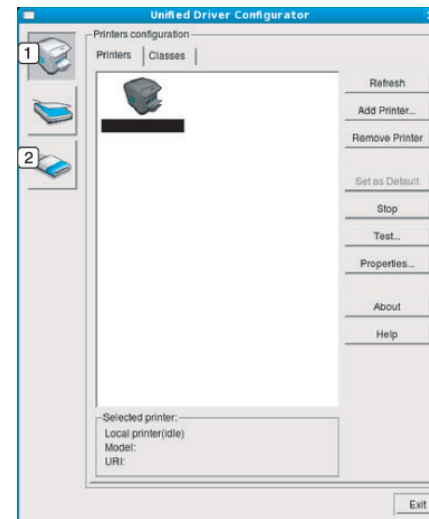 Unified Driver Configurator
1
Printers configuration
Printers
Classes
Refresh
Add Printer...
Remove Printer
2
Set as Default
Stop
Test...
Properties...
About
Help
Selected printer:
Local printer(idle)
Model:
URI:
Exit